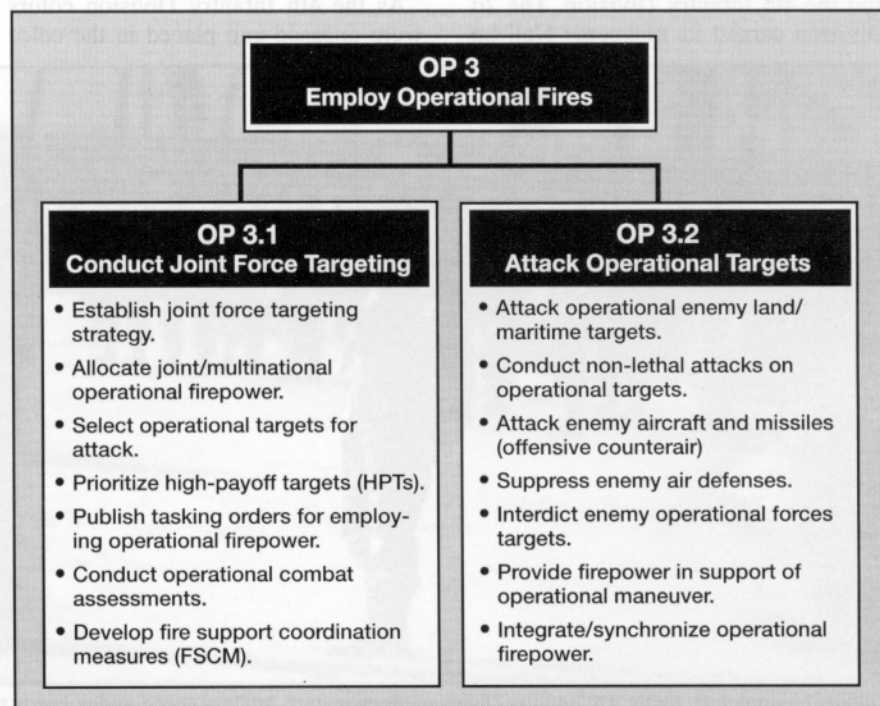 OP 3
Employ Operational Fires
OP 3.1
Conduct Joint Force Targeting
• Establish joint force targeting
strategy.
• Allocate joint/multinational
operational firepower.
• Select operational targets for
attack.
• Prioritize high-payoff targets (HPTs).
• Publish tasking orders for employ-
ing operational firepower.
• Conduct operational combat
assessments.
• Develop fire support coordination
measures (FSCM).
OP 3.2
Attack Operational Targets
• Attack operational enemy land/
maritime targets.
• Conduct non-lethal attacks on
operational targets.
• Attack enemy aircraft and missiles
(offensive counterair)
• Suppress enemy air defenses.
• Interdict enemy operational forces
targets.
• Provide firepower in support of
operational maneuver.
• Integrate/synchronize operational
firepower.